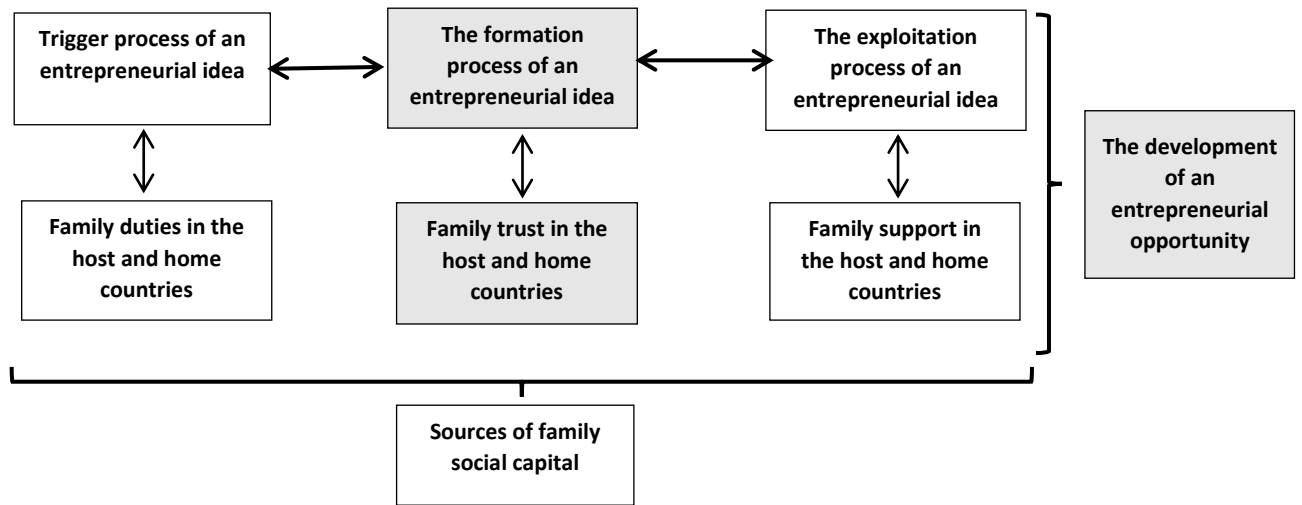 Trigger process of an
entrepreneurial idea
The formation
process of an
entrepreneurial idea
The exploitation
process of an
entrepreneurial idea
The development
of an
entrepreneurial
opportunity
Family duties in the
host and home
countries
Family trust in the
host and home
countries
Family support in
the host and home
countries
Sources of family
social capital